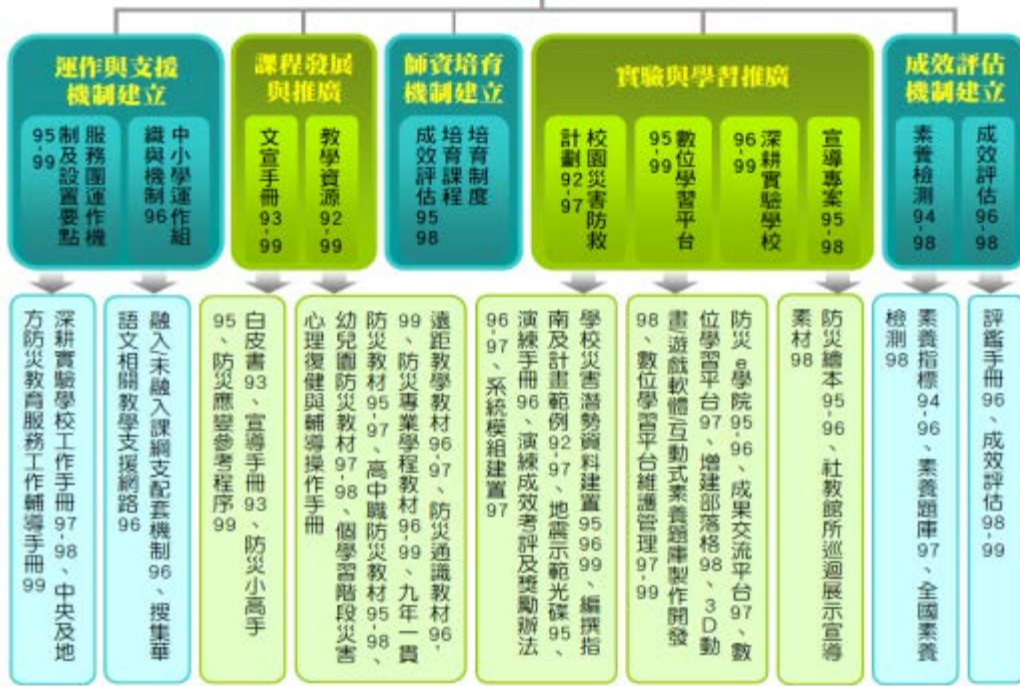 運作與支援
機制建立
服務團運作機
制及設置要點
95-99
中小學運作組
織與機制96
課程發展
與推廣
文宣手冊93-99
教學資源92-99
師資培育
機制建立
培育制度
培育課程
成效評估95-98
實驗與學習推廣
校園災害防救
計劃92-97
數位學習平台
95-99
深耕實驗學校
96-99
宣導專案95-98
成效評估
機制建立
素養檢測94-98
成效評估96-98
深耕實驗學校工作手冊97-98、中央及地
方防災教育服務工作輔導手冊99
融入/未融入課綱支配套機制96、搜集華
語文相關教學支援網路96
白皮書93、宣導手冊93、防災小高手
95、防災應變參考程序99
遠距教學教材96-97、防災通識教材96-
99、防災專業學程教材96-99、九年一貫
防災教材95-97、高中職防災教材95-98、
幼兒園防災教材97-98、個學習階段災害
心理復健與輔導操作手冊
學校災害潛勢資料建置959699、編撰指
南及計畫範例92-97、地震示範光碟95、
演練手冊96、演練成效考評及獎勵辦法
96-97、系統模組建置97
防災e學院95-96、成果交流平台97、數
位學習平台97、增建部落格98、3D動
畫/遊戲軟體/互動式素養題庫製作開發
98、數位學習平台維護管理97-99
防災繪本95-96、社教館所巡迴展示宣導
素材98
素養指標94-96、素養題庫97、全國素養
檢測98
評鑑手冊96、成效評估98-99